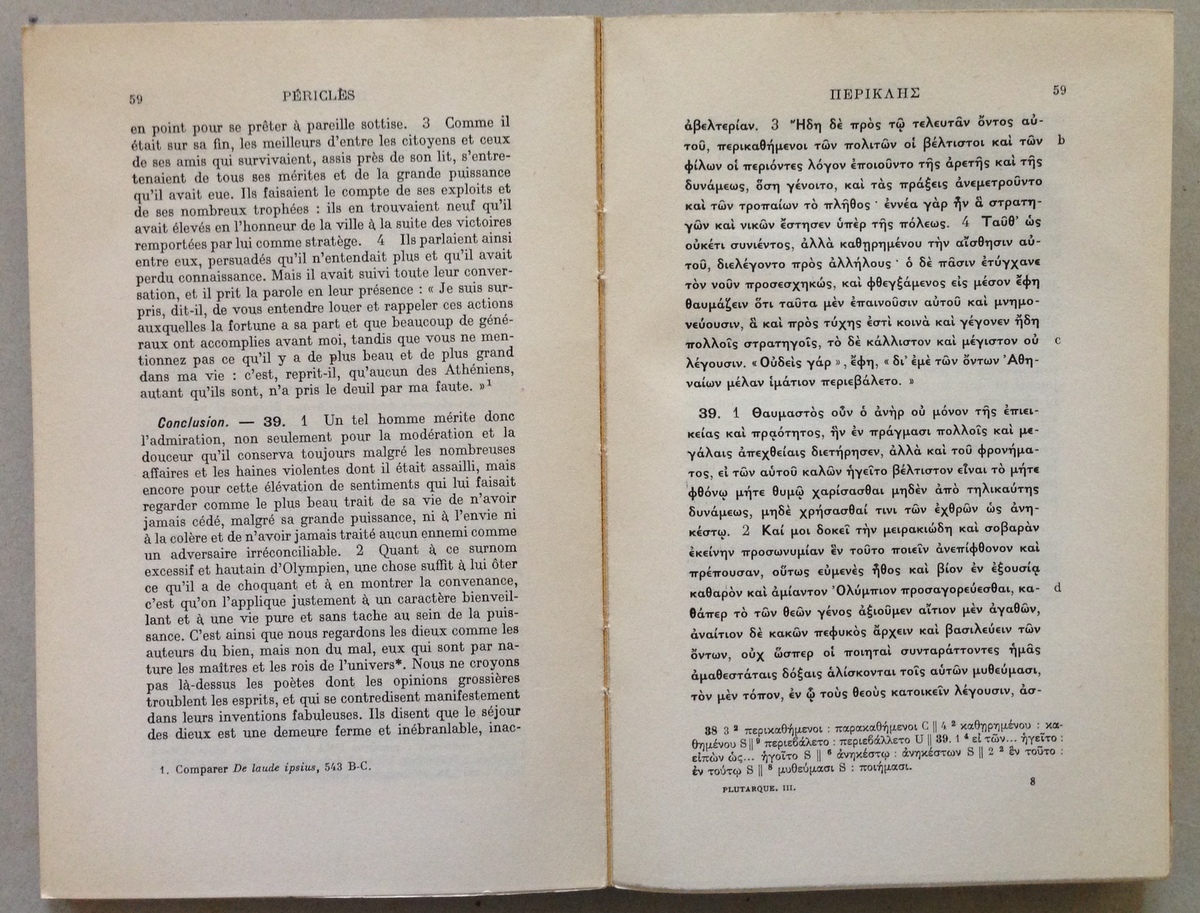 59
PÉRICLÈS
en point pour se prêter à pareille sottise. 3 Comme il
était sur sa fin, les meilleurs d'entre les citoyens et ceux
de ses amis qui survivaient, assis près de son lit, s'entre-
tenaient de tous ses mérites et de la grande puissance
qu'il avait eue. Ils faisaient le compte de ses exploits et
de ses nombreux trophées : ils en trouvaient neuf qu'il
avait élevés en l'honneur de la ville à la suite des victoires
remportées par lui comme stratège. 4 Ils parlaient ainsi
entre eux, persuadés qu'il n'entendait plus et qu'il avait
perdu connaissance. Mais il avait suivi toute leur conver-
sation, et il prit la parole en leur présence : « Je suis sur-
pris, dit-il, de vous entendre louer et rappeler ces actions
auxquelles la fortune a sa part et que beaucoup de géné-
raux ont accomplies avant moi, tandis que vous ne men-
tionnez pas ce qu'il y a de plus beau et de plus grand
dans ma vie : c'est, reprit-il, qu'aucun des Athéniens,
autant qu'ils sont, n'a pris le deuil par ma faute. »¹
Conclusion. — 39. 1 Un tel homme mérite donc
l'admiration, non seulement pour la modération et la
douceur qu'il conserva toujours malgré les nombreuses
affaires et les haines violentes dont il était assailli, mais
encore pour cette élévation de sentiments qui lui faisait
regarder comme le plus beau trait de sa vie de n'avoir
jamais cédé, malgré sa grande puissance, ni à l'envie ni
à la colère et de n'avoir jamais traité aucun ennemi comme
un adversaire irréconciliable. 2 Quant à ce surnom
excessif et hautain d'Olympien, une chose suffit à lui ôter
ce qu'il a de choquant et à en montrer la convenance,
c'est qu'on l'applique justement à un caractère bienveil-
lant et à une vie pure et sans tache au sein de la puis-
sance. C'est ainsi que nous regardons les dieux comme les
auteurs du bien, mais non du mal, eux qui sont par na-
ture les maîtres et les rois de l'univers*. Nous ne croyons
pas là-dessus les poètes dont les opinions grossières
troublent les esprits, et qui se contredisent manifestement
dans leurs inventions fabuleuses. Ils disent que le séjour
des dieux est une demeure ferme et inébranlable, inac-
1. Comparer De laude ipsius, 543 B-C.
ΠΕΡΙΚΛΗΣ
59
ἀβελτερίαν. 3 Ἤδη δὲ πρὸς τῷ τελευτᾶν ὄντος αὐ-
τοῦ, περικαθήμενοι τῶν πολιτῶν οἱ βέλτιστοι καὶ τῶν b
φίλων οἱ περιόντες λόγον ἐποιοῦντο τῆς ἀρετῆς καὶ τῆς
δυνάμεως, ὅση γένοιτο, καὶ τὰς πράξεις ἀνεμετροῦντο
καὶ τῶν τροπαίων τὸ πλῆθος · ἐννέα γὰρ ἦν ἃ στρατη-
γῶν καὶ νικῶν ἔστησεν ὑπὲρ τῆς πόλεως. 4 Ταῦθ' ὡς
οὐκέτι συνιέντος, ἀλλὰ καθῃρημένου τὴν αἴσθησιν αὐ-
τοῦ, διελέγοντο πρὸς ἀλλήλους · ὁ δὲ πᾶσιν ἐτύγχανε
τὸν νοῦν προσεσχηκώς, καὶ φθεγξάμενος εἰς μέσον ἔφη
θαυμάζειν ὅτι ταῦτα μὲν ἐπαινοῦσιν αὐτοῦ καὶ μνημο-
νεύουσιν, ἃ καὶ πρὸς τύχης ἐστὶ κοινὰ καὶ γέγονεν ἤδη
πολλοῖς στρατηγοῖς, τὸ δὲ κάλλιστον καὶ μέγιστον οὐ c
λέγουσιν. « Οὐδεὶς γάρ », ἔφη, « δι' ἐμὲ τῶν ὄντων Ἀθη-
ναίων μέλαν ἱμάτιον περιεβάλετο. »
39. 1 Θαυμαστὸς οὖν ὁ ἀνὴρ οὐ μόνον τῆς ἐπιει-
κείας καὶ πρᾳότητος, ἣν ἐν πράγμασι πολλοῖς καὶ με-
γάλαις ἀπεχθείαις διετήρησεν, ἀλλὰ καὶ τοῦ φρονήμα-
τος, εἰ τῶν αὐτοῦ καλῶν ἡγεῖτο βέλτιστον εἶναι τὸ μήτε
φθόνῳ μήτε θυμῷ χαρίσασθαι μηδὲν ἀπὸ τηλικαύτης
δυνάμεως, μηδὲ χρήσασθαί τινι τῶν ἐχθρῶν ὡς ἀνη-
κέστῳ. 2 Καί μοι δοκεῖ τὴν μειρακιώδη καὶ σοβαρὰν
ἐκείνην προσωνυμίαν ἓν τοῦτο ποιεῖν ἀνεπίφθονον καὶ
πρέπουσαν, οὕτως εὐμενὲς ἦθος καὶ βίον ἐν ἐξουσίᾳ
καθαρὸν καὶ ἀμίαντον Ὀλύμπιον προσαγορεύεσθαι, κα- d
θάπερ τὸ τῶν θεῶν γένος ἀξιοῦμεν αἴτιον μὲν ἀγαθῶν,
ἀναίτιον δὲ κακῶν πεφυκὸς ἄρχειν καὶ βασιλεύειν τῶν
ὄντων, οὐχ ὥσπερ οἱ ποιηταὶ συνταράττοντες ἡμᾶς
ἀμαθεστάταις δόξαις ἁλίσκονται τοῖς αὑτῶν μυθεύμασι,
τὸν μὲν τόπον, ἐν ᾧ τοὺς θεοὺς κατοικεῖν λέγουσιν, ἀσ-
38 3 ² περικαθήμενοι : παρακαθήμενοι C || 4 ² καθῃρημένου : κα-
θημένου S || ⁹ περιεβάλετο : περιεβάλλετο U || 39. 1 ⁴ εἰ τῶν... ἡγεῖτο :
εἰπὼν ὡς... ἡγοῖτο S || ⁶ ἀνηκέστῳ : ἀνηκέστων S || 2 ² ἓν τοῦτο :
ἐν τούτῳ S || ⁸ μυθεύμασι S : ποιήμασι.
PLUTARQUE. III.
8